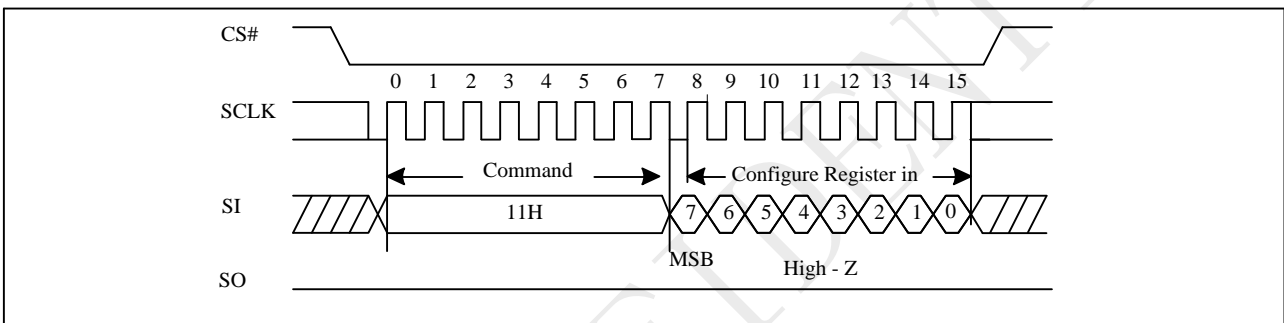 CS#
0 1 2 3 4 5 6 7 8 9 10 11 12 13 14 15
SCLK
Command
Configure Register in
SI
11H
7 6 5 4 3 2 1 0
MSB
High - Z
SO